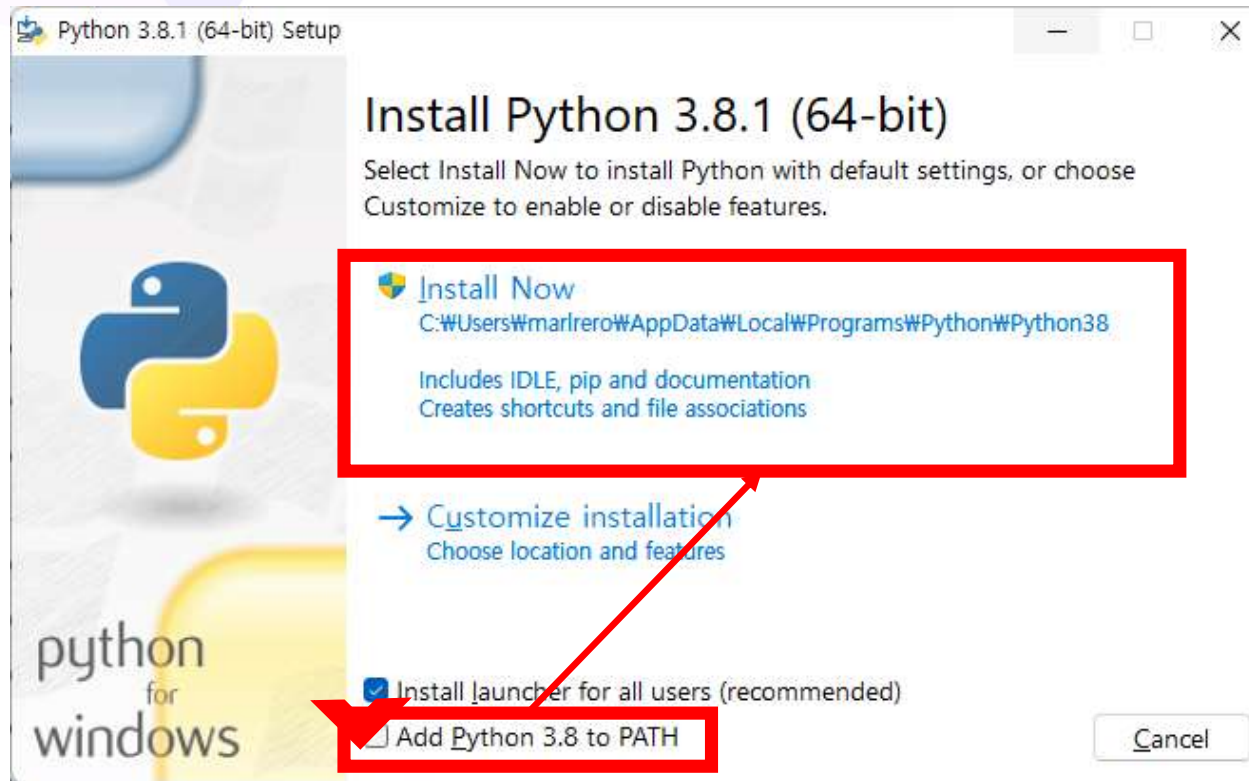 Python 3.8.1 (64-bit) Setup
Install Python 3.8.1 (64-bit)
Select Install Now to install Python with default settings, or choose
Customize to enable or disable features.
Install Now
C:₩Users₩marlrero₩AppData₩Local₩Programs₩Python₩Python38
Includes IDLE, pip and documentation
Creates shortcuts and file associations
Customize installation
Choose location and features
Install launcher for all users (recommended)
Add Python 3.8 to PATH
Cancel
python
for
windows